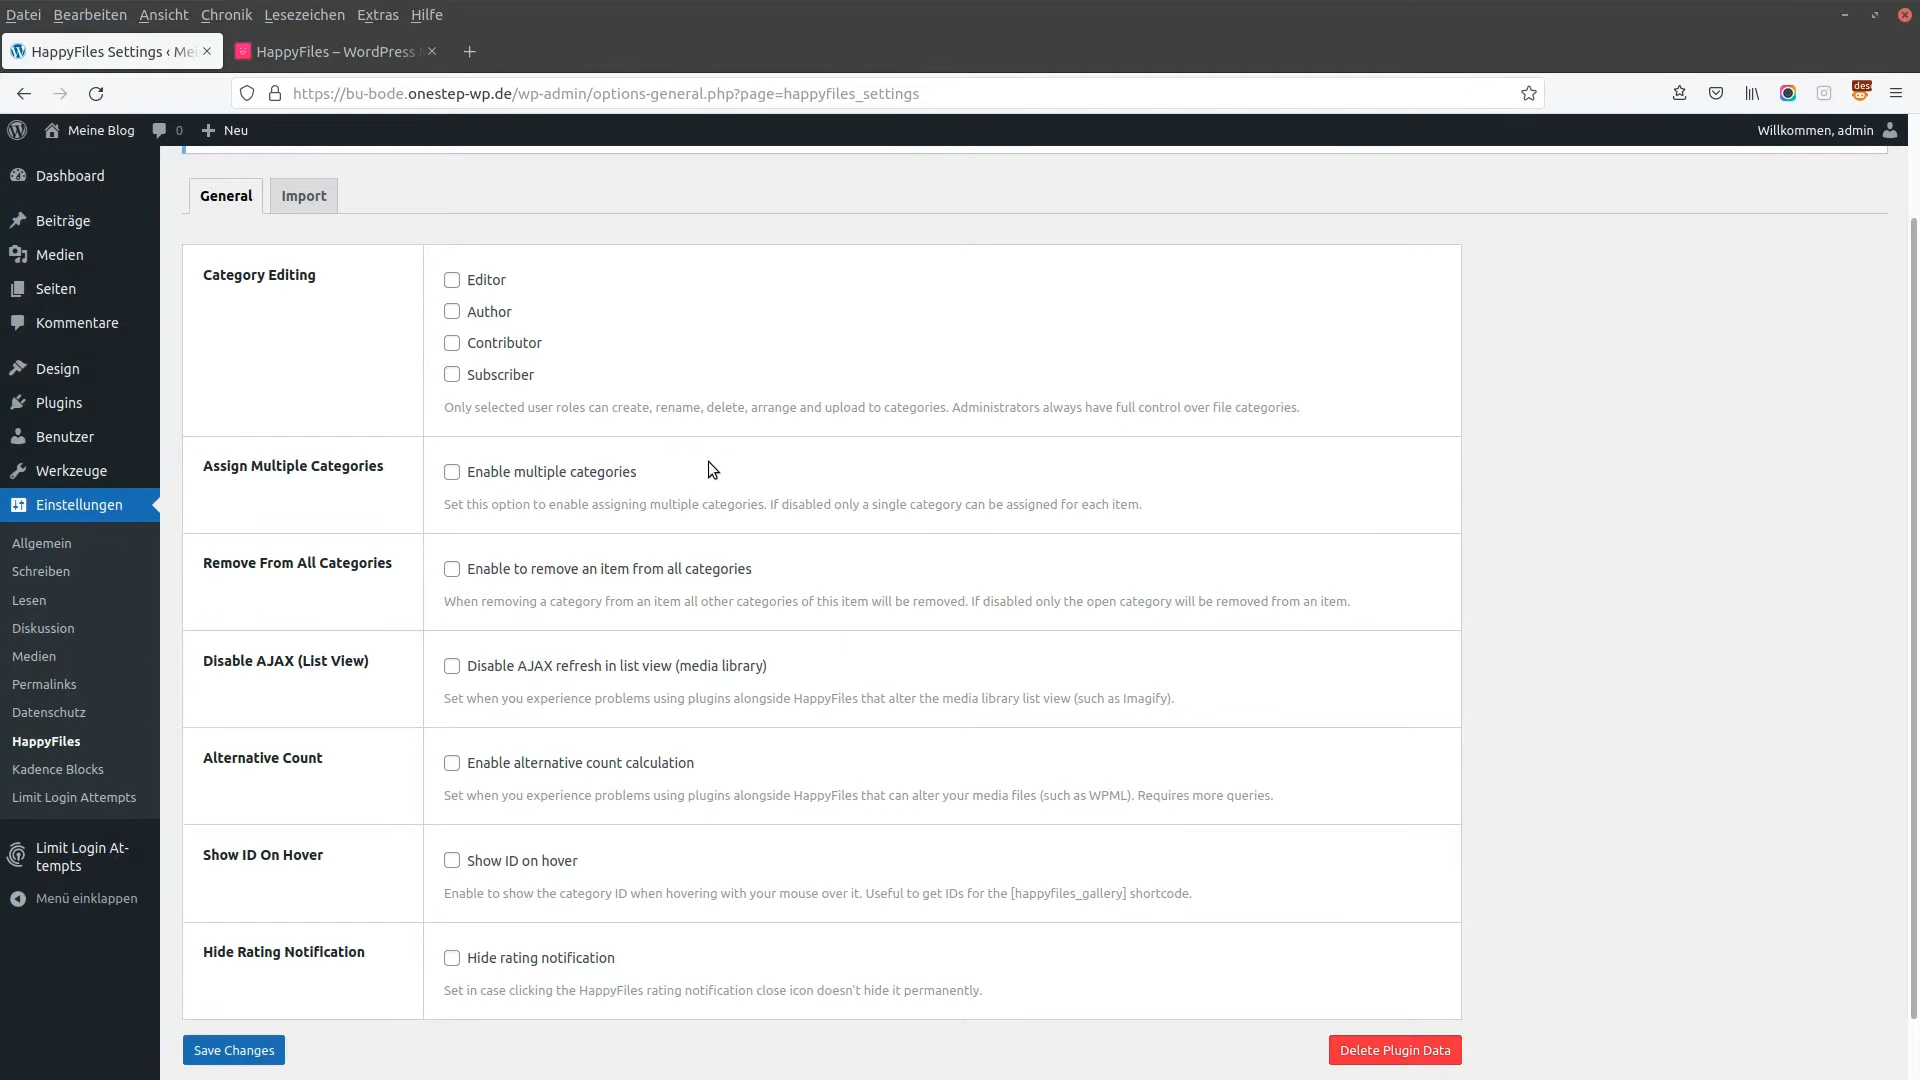 Datei Bearbeiten Ansicht Chronik Lesezeichen Extras Hilfe
HappyFiles Settings ‹ Me
HappyFiles – WordPress
https://bu-bode.onestep-wp.de/wp-admin/options-general.php?page=happyfiles_settings
Meine Blog 0 Neu
Willkommen, admin
Dashboard
Beiträge
Medien
Seiten
Kommentare
Design
Plugins
Benutzer
Werkzeuge
Einstellungen
Allgemein
Schreiben
Lesen
Diskussion
Medien
Permalinks
Datenschutz
HappyFiles
Kadence Blocks
Limit Login Attempts
Limit Login At-
tempts
Menü einklappen
General Import
Category Editing
Editor
Author
Contributor
Subscriber
Only selected user roles can create, rename, delete, arrange and upload to categories. Administrators always have full control over file categories.
Assign Multiple Categories
Enable multiple categories
Set this option to enable assigning multiple categories. If disabled only a single category can be assigned for each item.
Remove From All Categories
Enable to remove an item from all categories
When removing a category from an item all other categories of this item will be removed. If disabled only the open category will be removed from an item.
Disable AJAX (List View)
Disable AJAX refresh in list view (media library)
Set when you experience problems using plugins alongside HappyFiles that alter the media library list view (such as Imagify).
Alternative Count
Enable alternative count calculation
Set when you experience problems using plugins alongside HappyFiles that can alter your media files (such as WPML). Requires more queries.
Show ID On Hover
Show ID on hover
Enable to show the category ID when hovering with your mouse over it. Useful to get IDs for the [happyfiles_gallery] shortcode.
Hide Rating Notification
Hide rating notification
Set in case clicking the HappyFiles rating notification close icon doesn't hide it permanently.
Save Changes
Delete Plugin Data